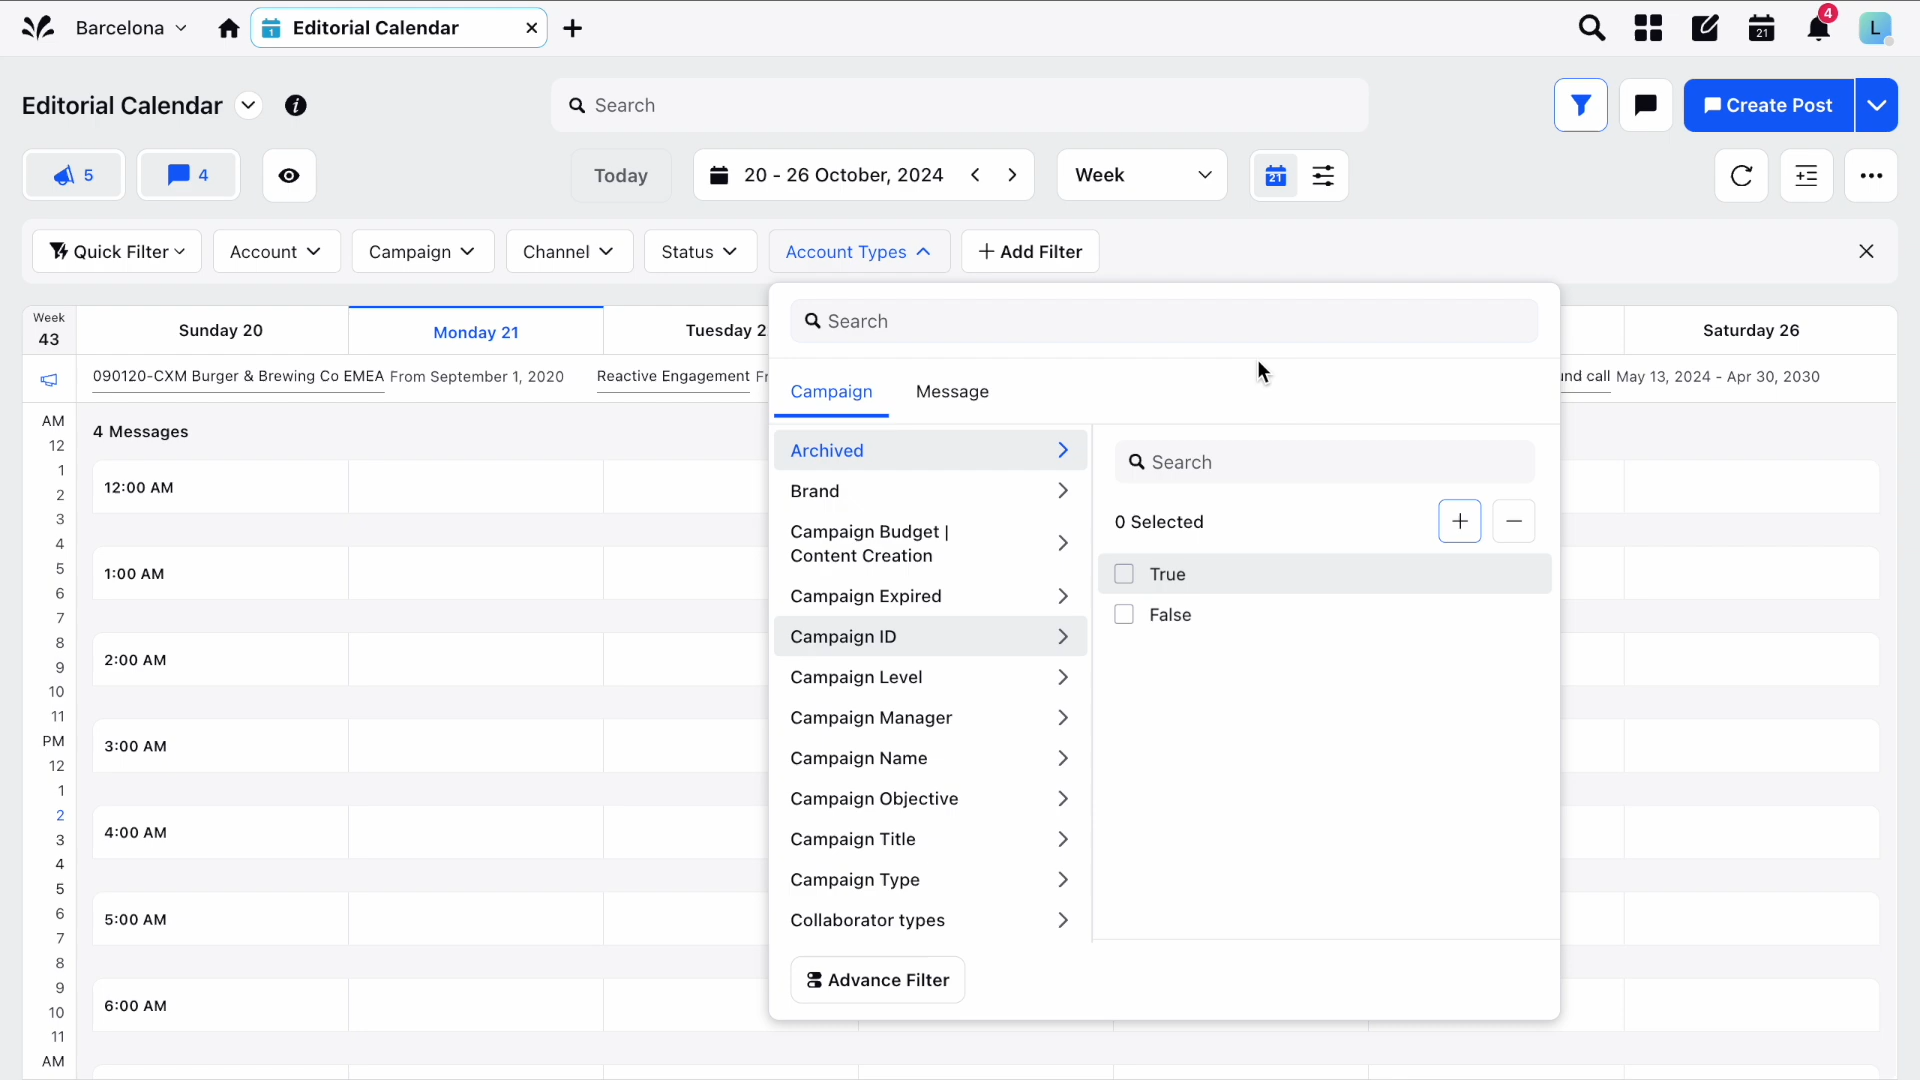 Barcelona
Editorial Calendar
21
4
L
Editorial Calendar
Search
Create Post
5
4
Today
20 - 26 October, 2024
Week
21
Quick Filter
Account
Campaign
Channel
Status
Account Types
Add Filter
Week
43
Sunday 20
Monday 21
Tuesday 2
Saturday 26
090120-CXM Burger & Brewing Co EMEA From September 1, 2020
Reactive Engagement Fr
and call May 13, 2024 - Apr 30, 2030
Search
Campaign
Message
Archived
Brand
Campaign Budget |
Content Creation
Campaign Expired
Campaign ID
Campaign Level
Campaign Manager
Campaign Name
Campaign Objective
Campaign Title
Campaign Type
Collaborator types
Advance Filter
Search
0 Selected
True
False
4 Messages
12:00 AM
1:00 AM
2:00 AM
3:00 AM
4:00 AM
5:00 AM
6:00 AM
AM
12
1
2
3
4
5
6
7
8
9
10
11
PM
12
1
2
3
4
5
6
7
8
9
10
11
AM